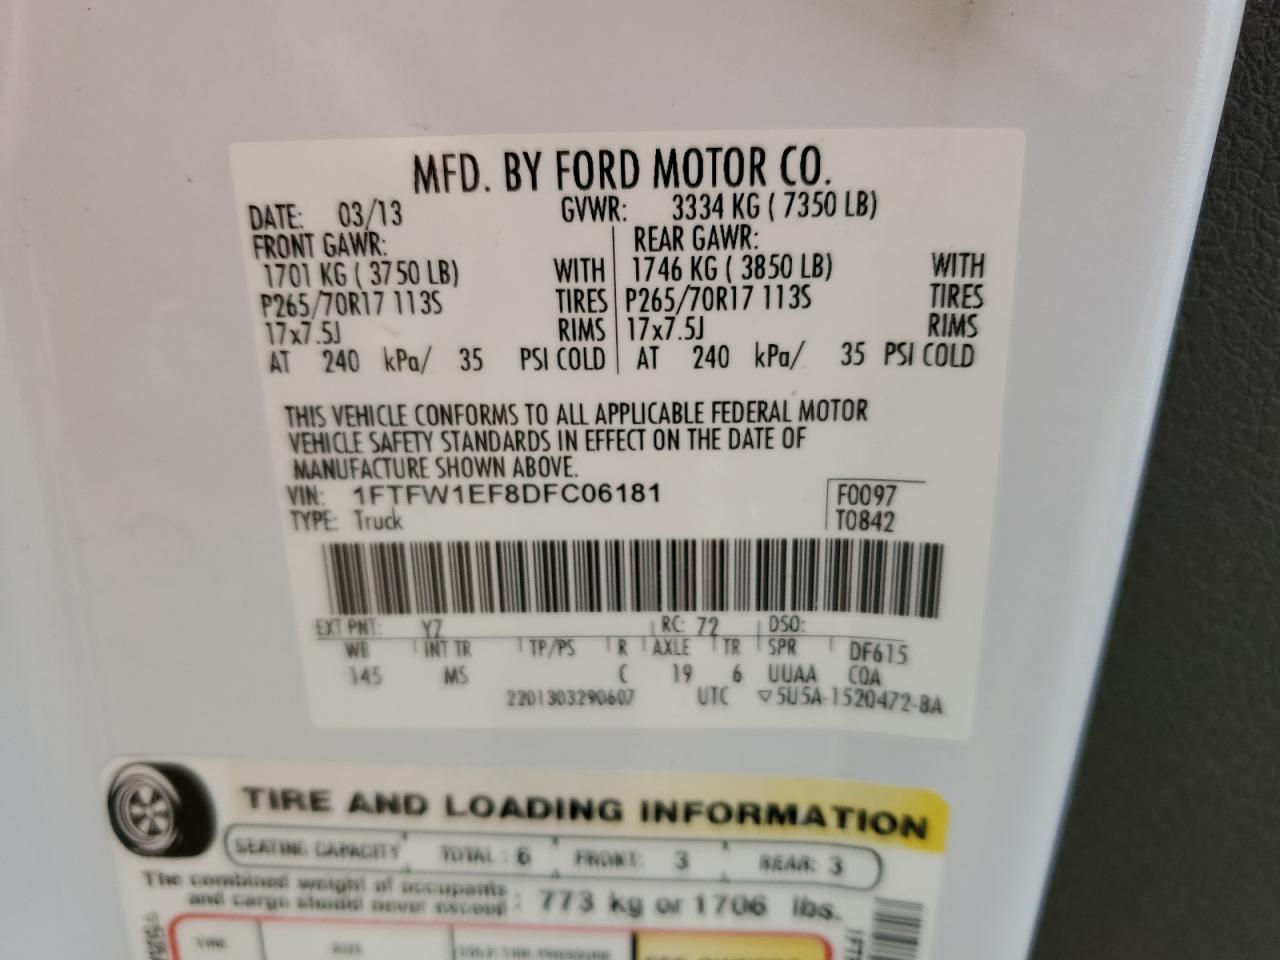 MFD. BY FORD MOTOR CO.
DATE: 03/13 GVWR: 3334 KG ( 7350 LB)
FRONT GAWR: REAR GAWR:
1701 KG ( 3750 LB) WITH 1746 KG ( 3850 LB) WITH
P265/70R17 113S TIRES P265/70R17 113S TIRES
17x7.5J RIMS 17x7.5J RIMS
AT 240 kPa/ 35 PSI COLD AT 240 kPa/ 35 PSI COLD
THIS VEHICLE CONFORMS TO ALL APPLICABLE FEDERAL MOTOR
VEHICLE SAFETY STANDARDS IN EFFECT ON THE DATE OF
MANUFACTURE SHOWN ABOVE.
VIN: 1FTFW1EF8DFC06181 F0097
TYPE: Truck T0842
EXT PNT: YZ RC: 72 DSO:
WB INT TR TP/PS R AXLE TR SPR DF615
145 MS C 19 6 UUAA CQA
2201303290607 UTC ▽5U5A-1520472-BA
TIRE AND LOADING INFORMATION
SEATING CAPACITY TOTAL : 6 FRONT: 3 REAR: 3
The combined weight of occupants
and cargo should never exceed : 773 kg or 1706 lbs.
TIRE SIZE COLD TIRE PRESSURE